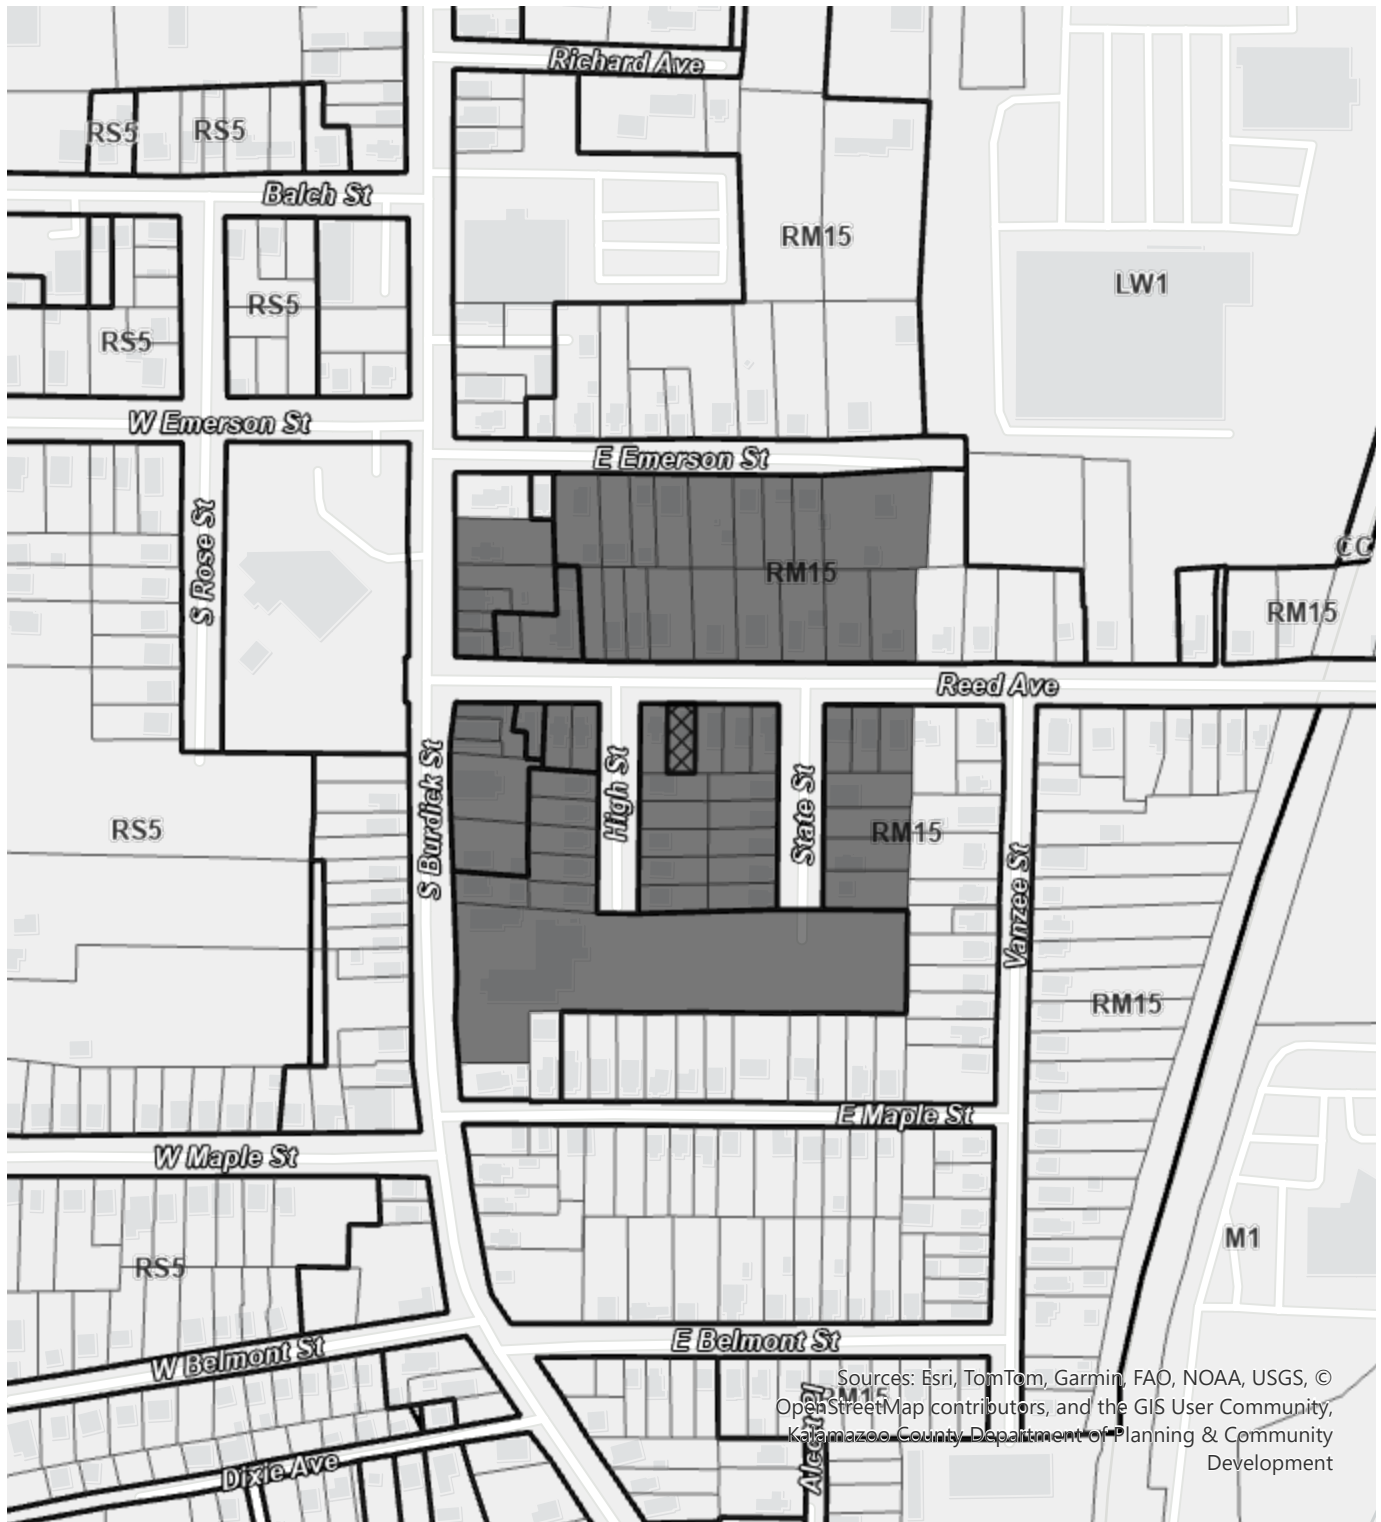 Richard Ave
RS5
RS5
Balch St
RM15
LW1
RS5
RS5
W Emerson St
E Emerson St
S Rose St
CC
RM15
RM15
Reed Ave
S Burdick St
High St
State St
RS5
RM15
Vanzee St
RM15
E Maple St
W Maple St
M1
RS5
E Belmont St
W Belmont St
RM15
Sources: Esri, TomTom, Garmin, FAO, NOAA, USGS, ©
OpenStreetMap contributors, and the GIS User Community,
Kalamazoo County Department of Planning & Community
Development
Alcott Pl
Dixie Ave